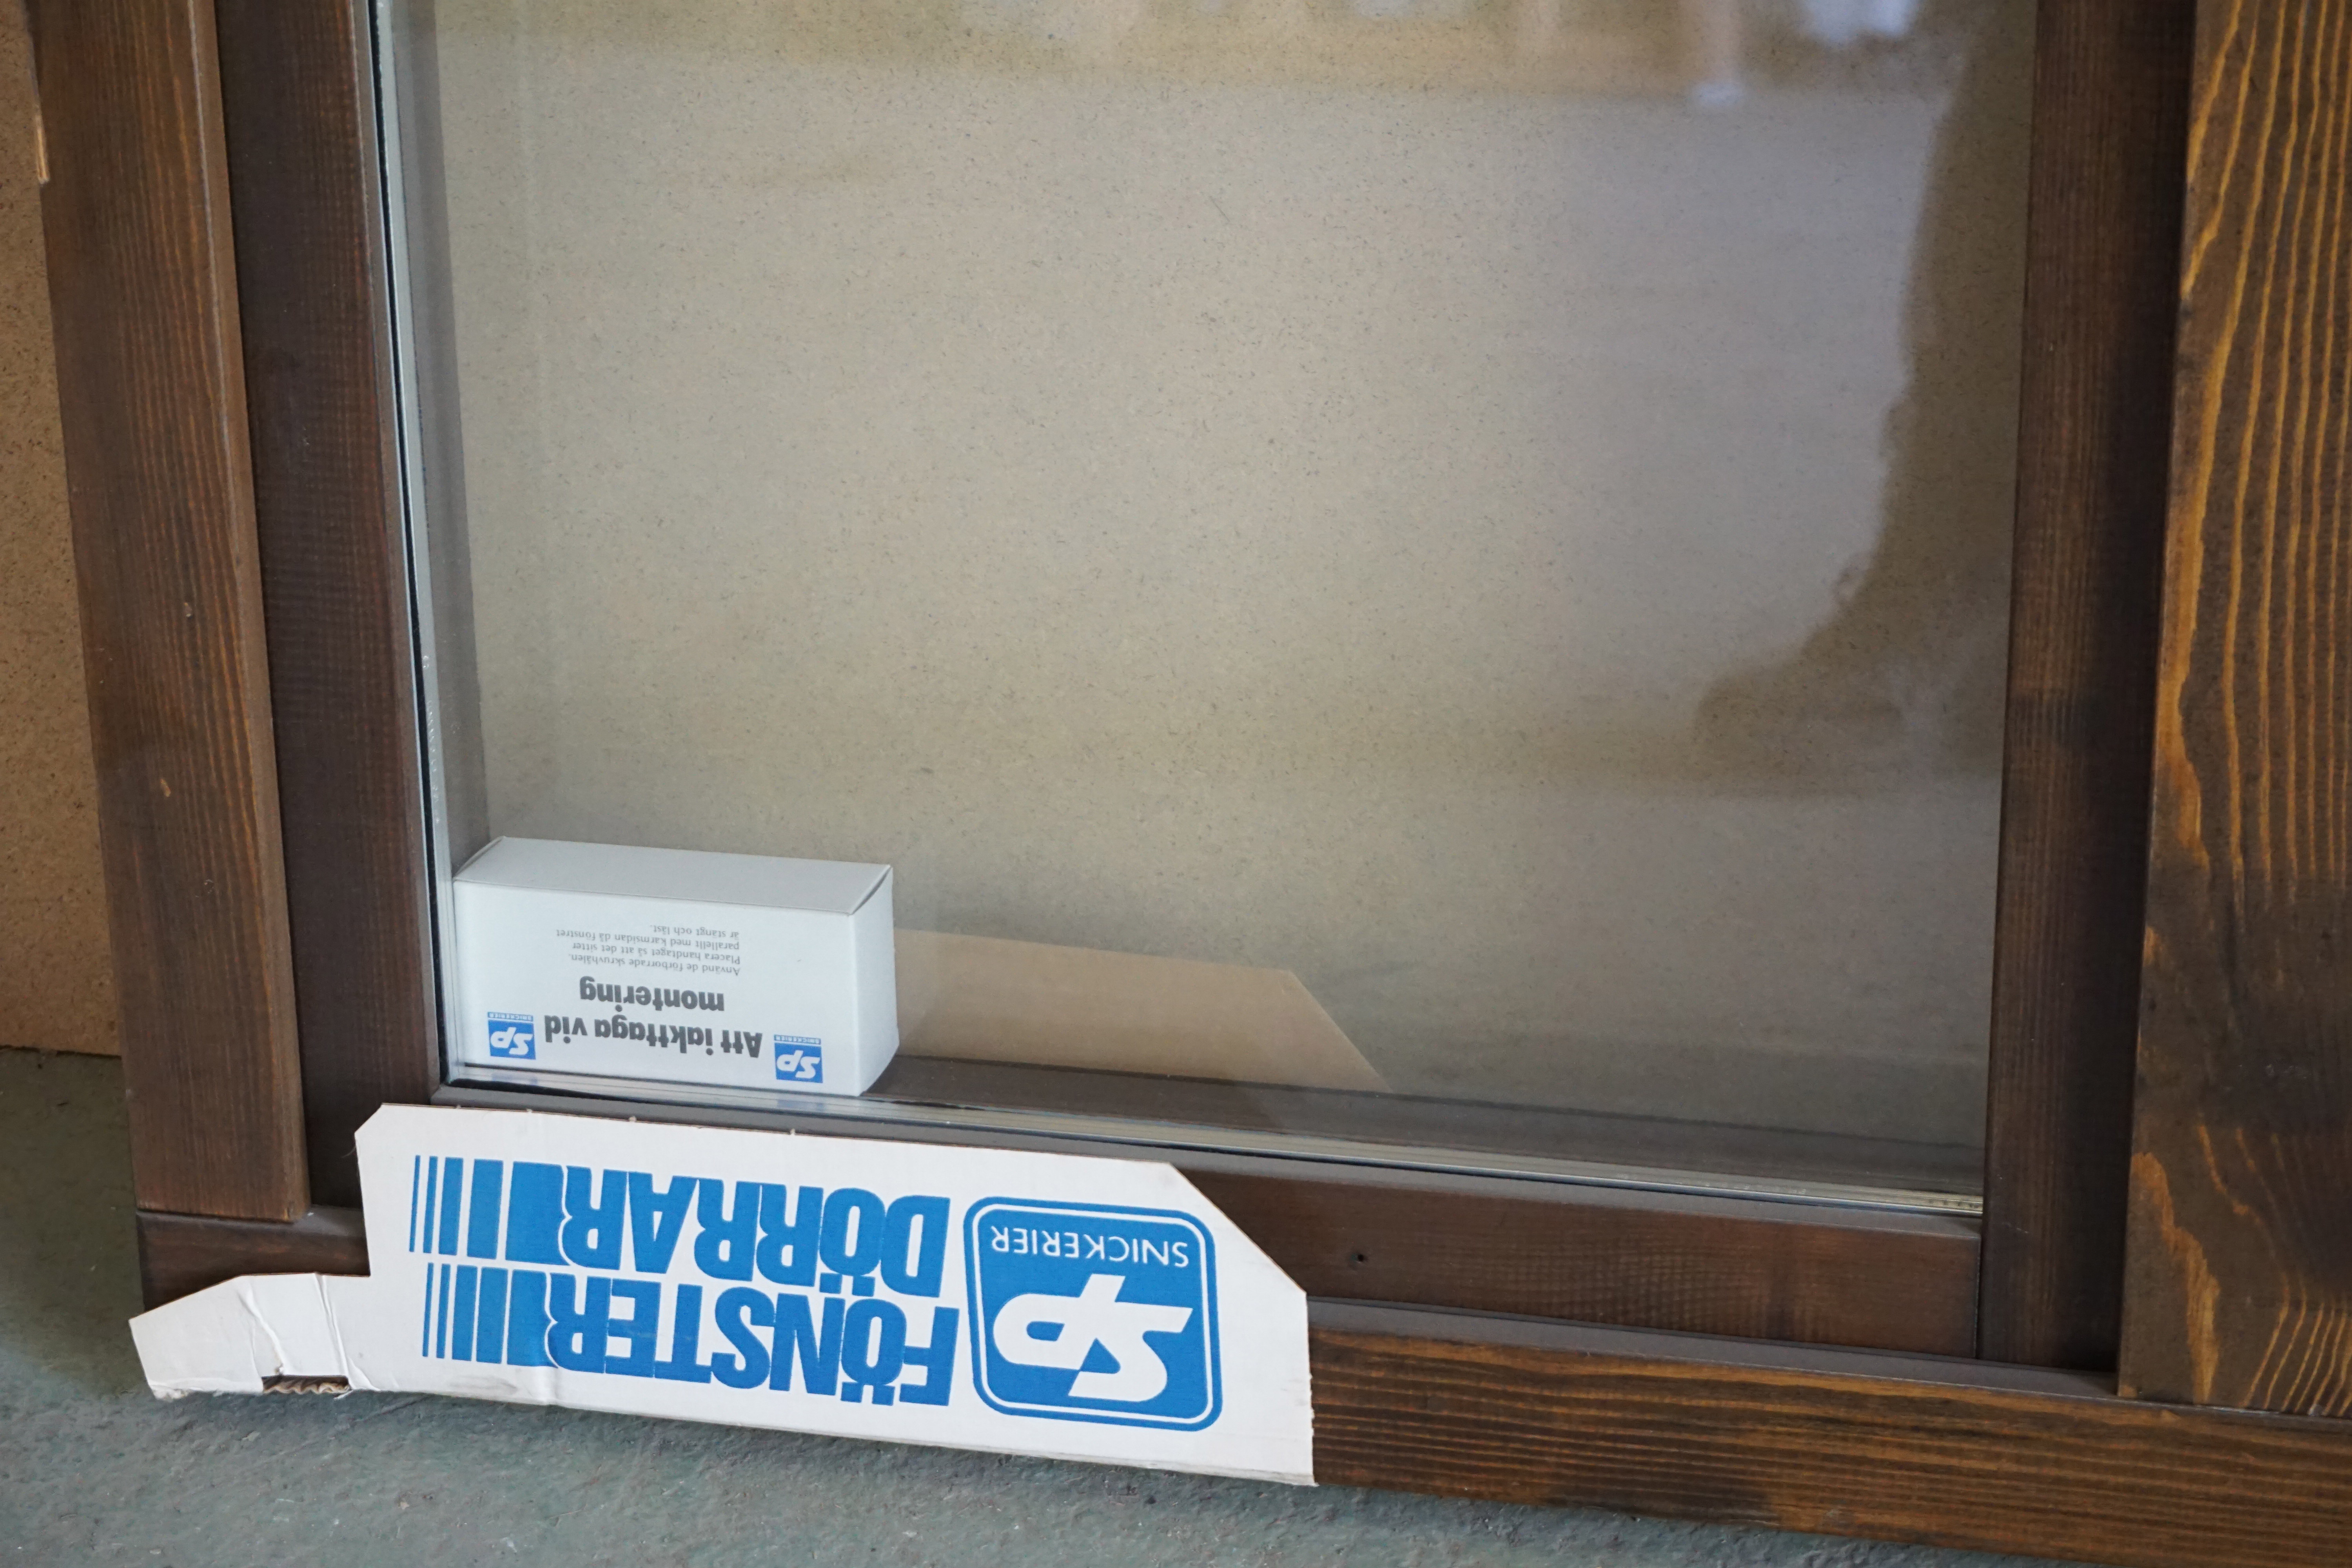 Att iakttaga vid
montering
Använd de förborrade skruvhålen.
Placera handtaget så att det sitter
parallellt med karmsidan då fönstret
är stängt och låst.
SP
SNICKERIER
SP
SNICKERIER
SP
SNICKERIER
FÖNSTER
DÖRRAR